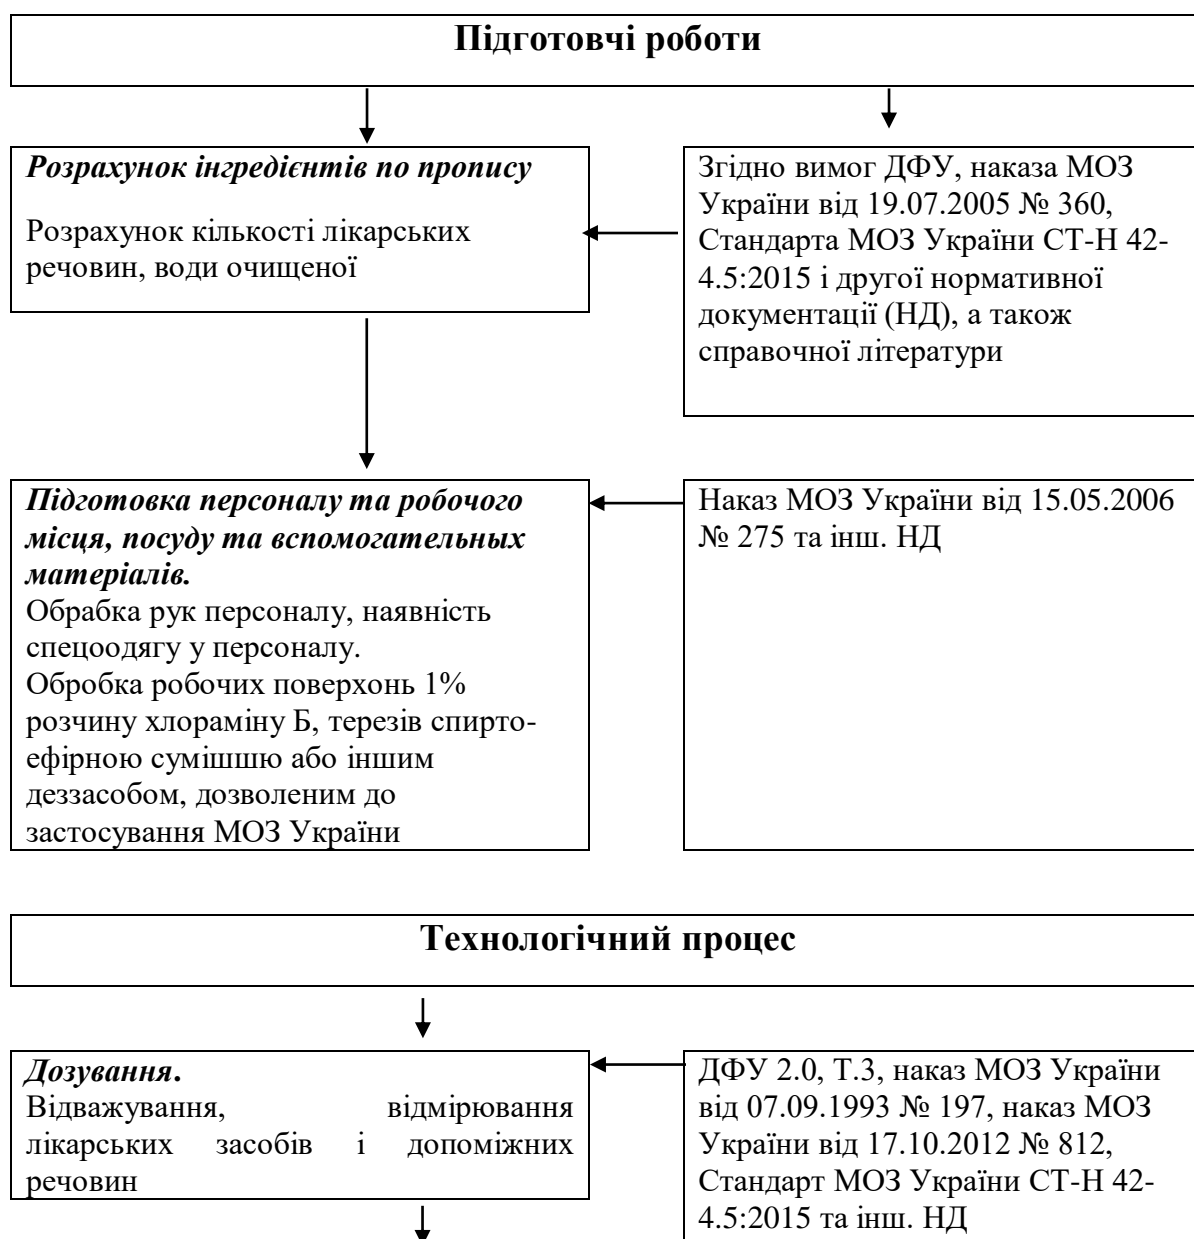 Підготовчі роботи
Розрахунок інгредієнтів по пропису
Розрахунок кількості лікарських
речовин, води очищеної
Згідно вимог ДФУ, наказа МОЗ
України від 19.07.2005 № 360,
Стандарта МОЗ України СТ-Н 42-
4.5:2015 і другої нормативної
документації (НД), а також
справочної літератури
Підготовка персоналу та робочого
місця, посуду та вспомогательных
матеріалів.
Обрабка рук персоналу, наявність
спецоодягу у персоналу.
Обробка робочих поверхонь 1%
розчину хлораміну Б, терезів спирто-
ефірною сумішшю або іншим
деззасобом, дозволеним до
застосування МОЗ України
Наказ МОЗ України від 15.05.2006
№ 275 та інш. НД
Технологічний процес
Дозування.
Відважування, відмірювання
лікарських засобів і допоміжних
речовин
ДФУ 2.0, Т.3, наказ МОЗ України
від 07.09.1993 № 197, наказ МОЗ
України від 17.10.2012 № 812,
Стандарт МОЗ України СТ-Н 42-
4.5:2015 та інш. НД